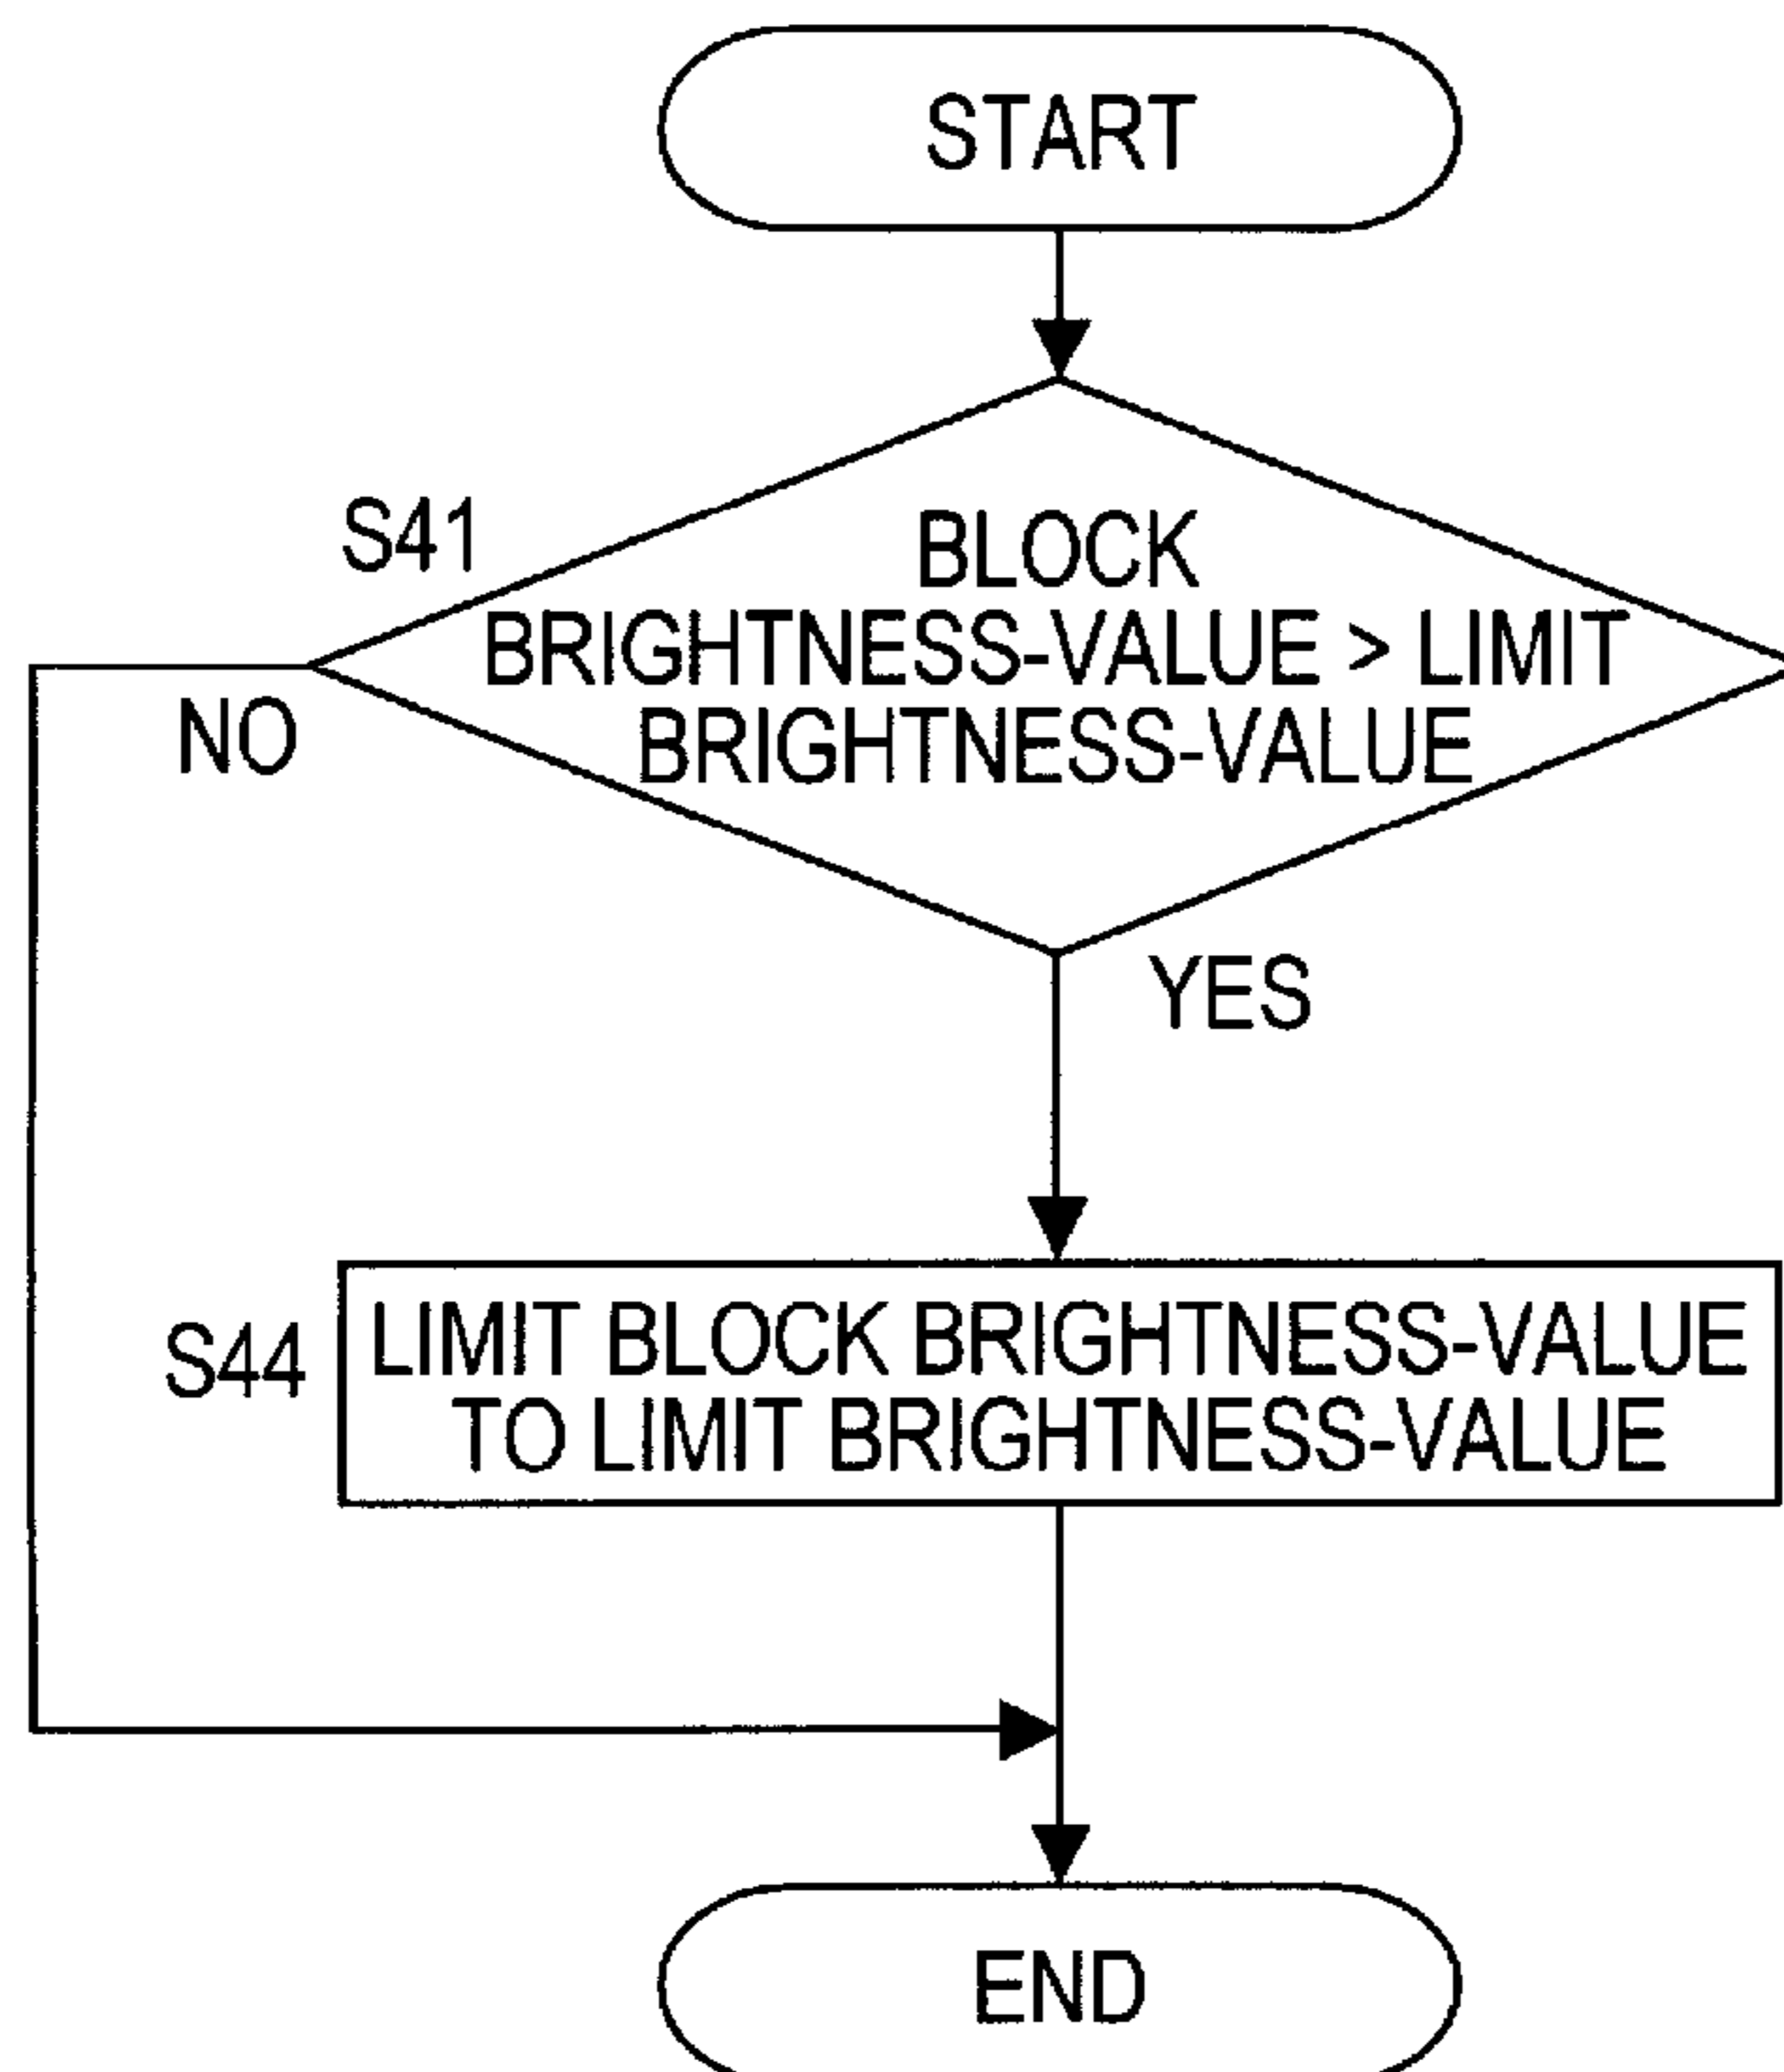 START
S41
BLOCK
BRIGHTNESS-VALUE > LIMIT
BRIGHTNESS-VALUE
NO
YES
S44
LIMIT BLOCK BRIGHTNESS-VALUE
TO LIMIT BRIGHTNESS-VALUE
END